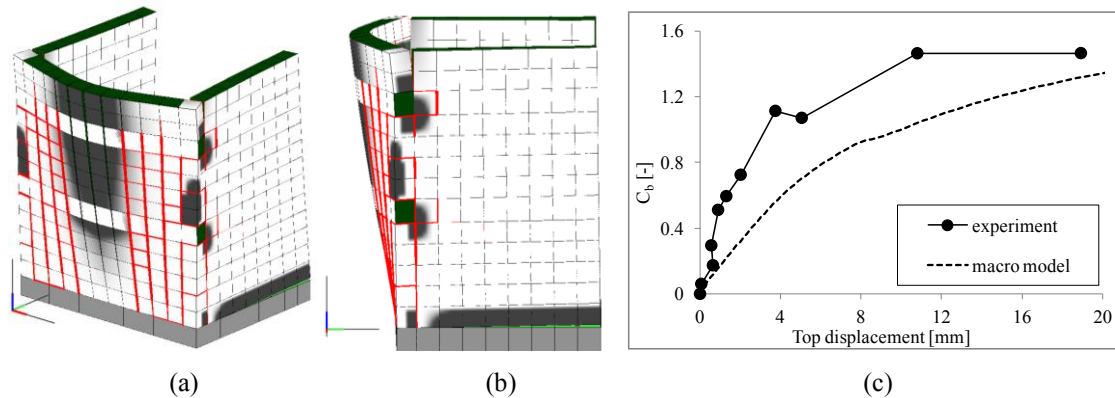 1.6
1.2
0.8
0.4
0
C_b [-]
experiment
macro model
0 4 8 12 16 20
Top displacement [mm]
(a) (b) (c)